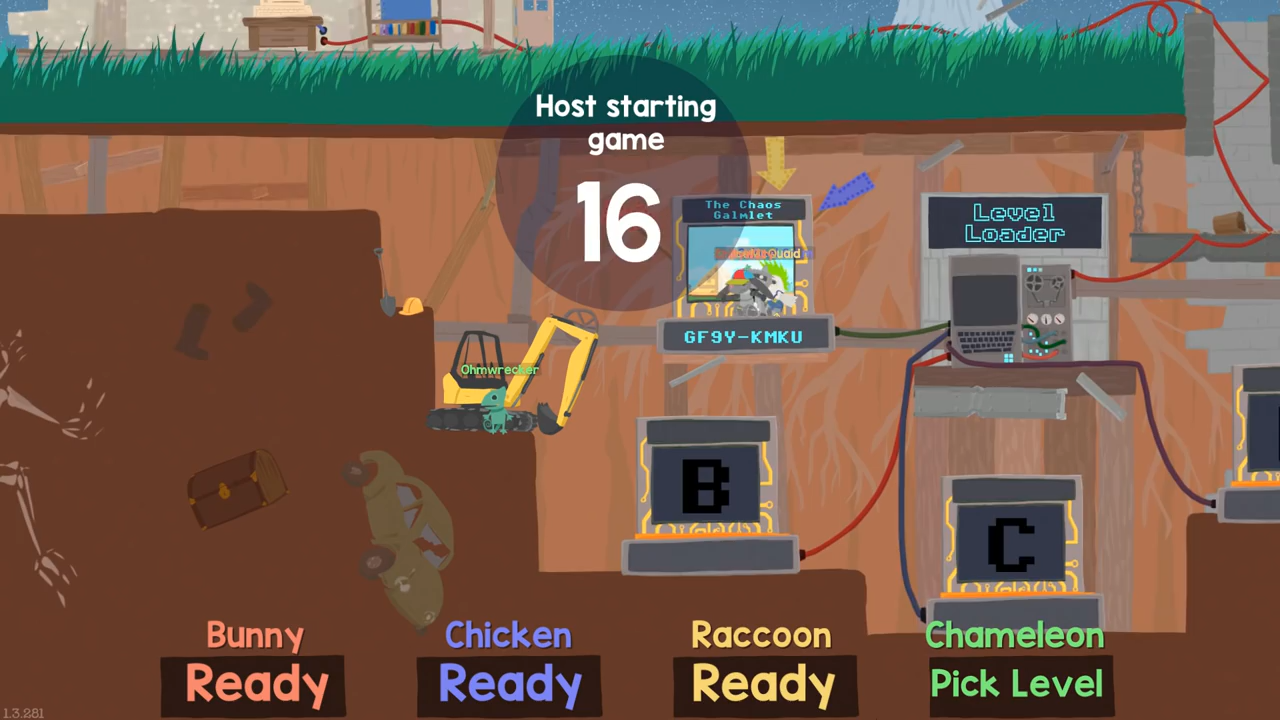 Host starting
game
16
The Chaos
Galmlet
Level
Loader
GF9Y-KMKU
Ohmwrecker
B
C
Bunny
Ready
Chicken
Ready
Raccoon
Ready
Chameleon
Pick Level
1.3.281